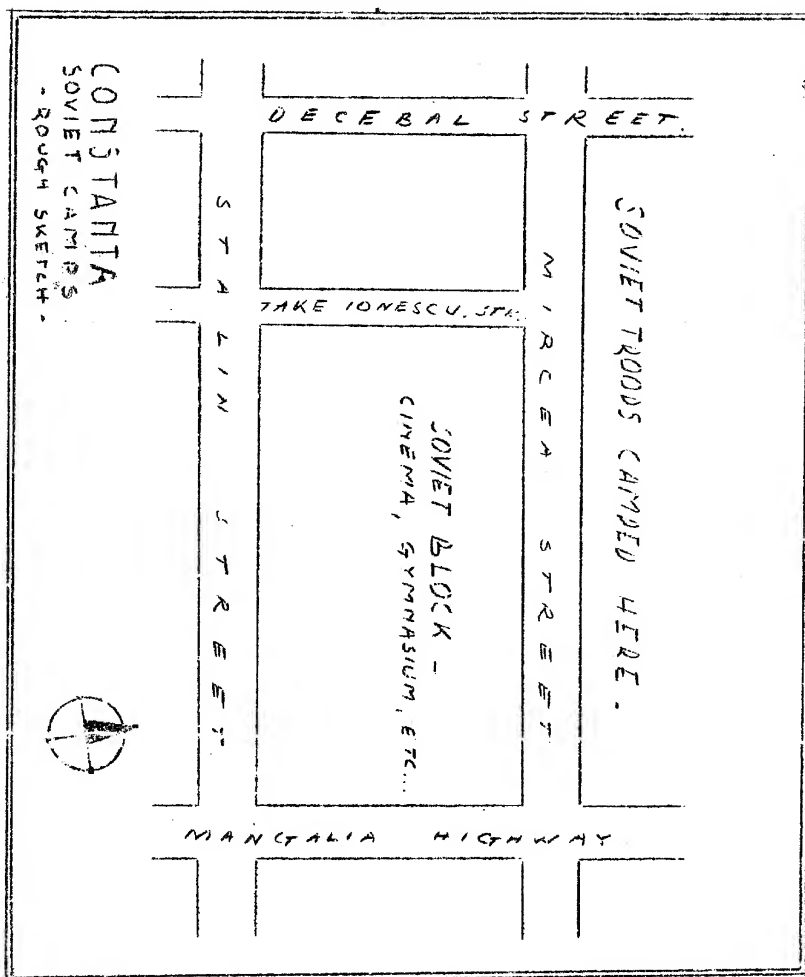 CONSTANTA
SOVIET CAMPS
- ROUGH SKETCH -
DECEBAL STREET.
STALIN STREET
TAKE IONESCU. STR.
MIRCEA STREET
SOVIET TROOPS CAMPED HERE -
SOVIET BLOCK -
CINEMA, GYMNASIUM, ETC...
MANGALIA HIGHWAY